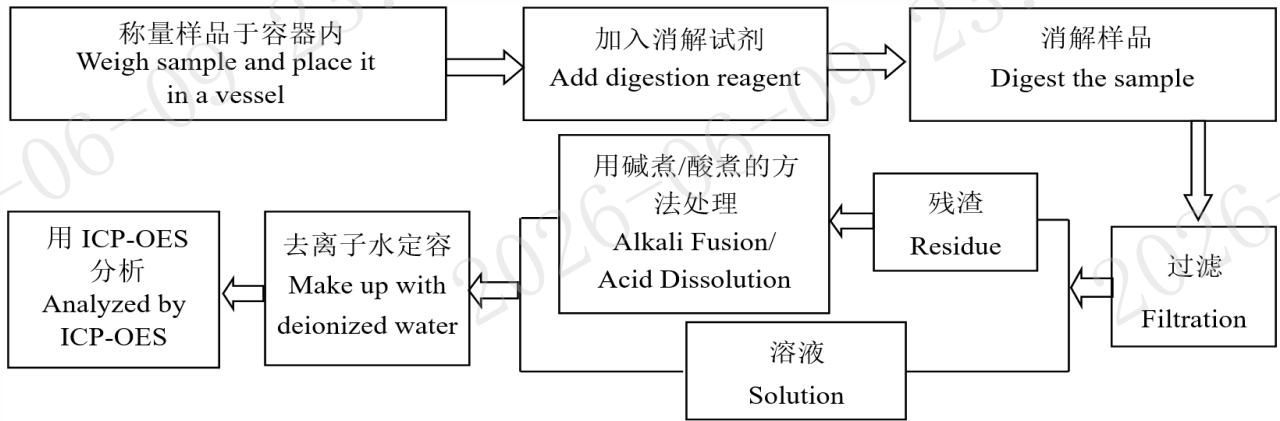 称量样品于容器内
Weigh sample and place it
in a vessel
加入消解试剂
Add digestion reagent
消解样品
Digest the sample
过滤
Filtration
残渣
Residue
溶液
Solution
用碱煮/酸煮的方
法处理
Alkali Fusion/
Acid Dissolution
去离子水定容
Make up with
deionized water
用 ICP-OES
分析
Analyzed by
ICP-OES
2026-06-09